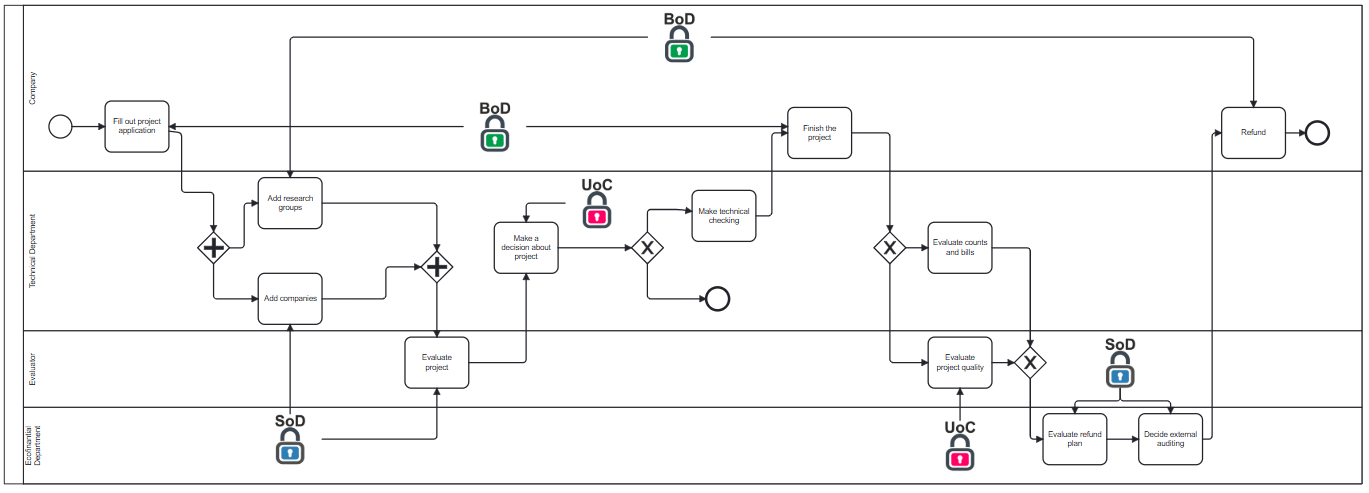 BoD
Company
BoD
Fill out project
application
Finish the
project
Refund
Technical Department
Add research
groups
UoC
Make technical
checking
Make a
decision about
project
X
X
Evaluate counts
and bills
Add companies
Evaluator
Evaluate
project
Evaluate
project quality
X
SoD
Ecofinantial
Department
SoD
UoC
Evaluate refund
plan
Decide external
auditing